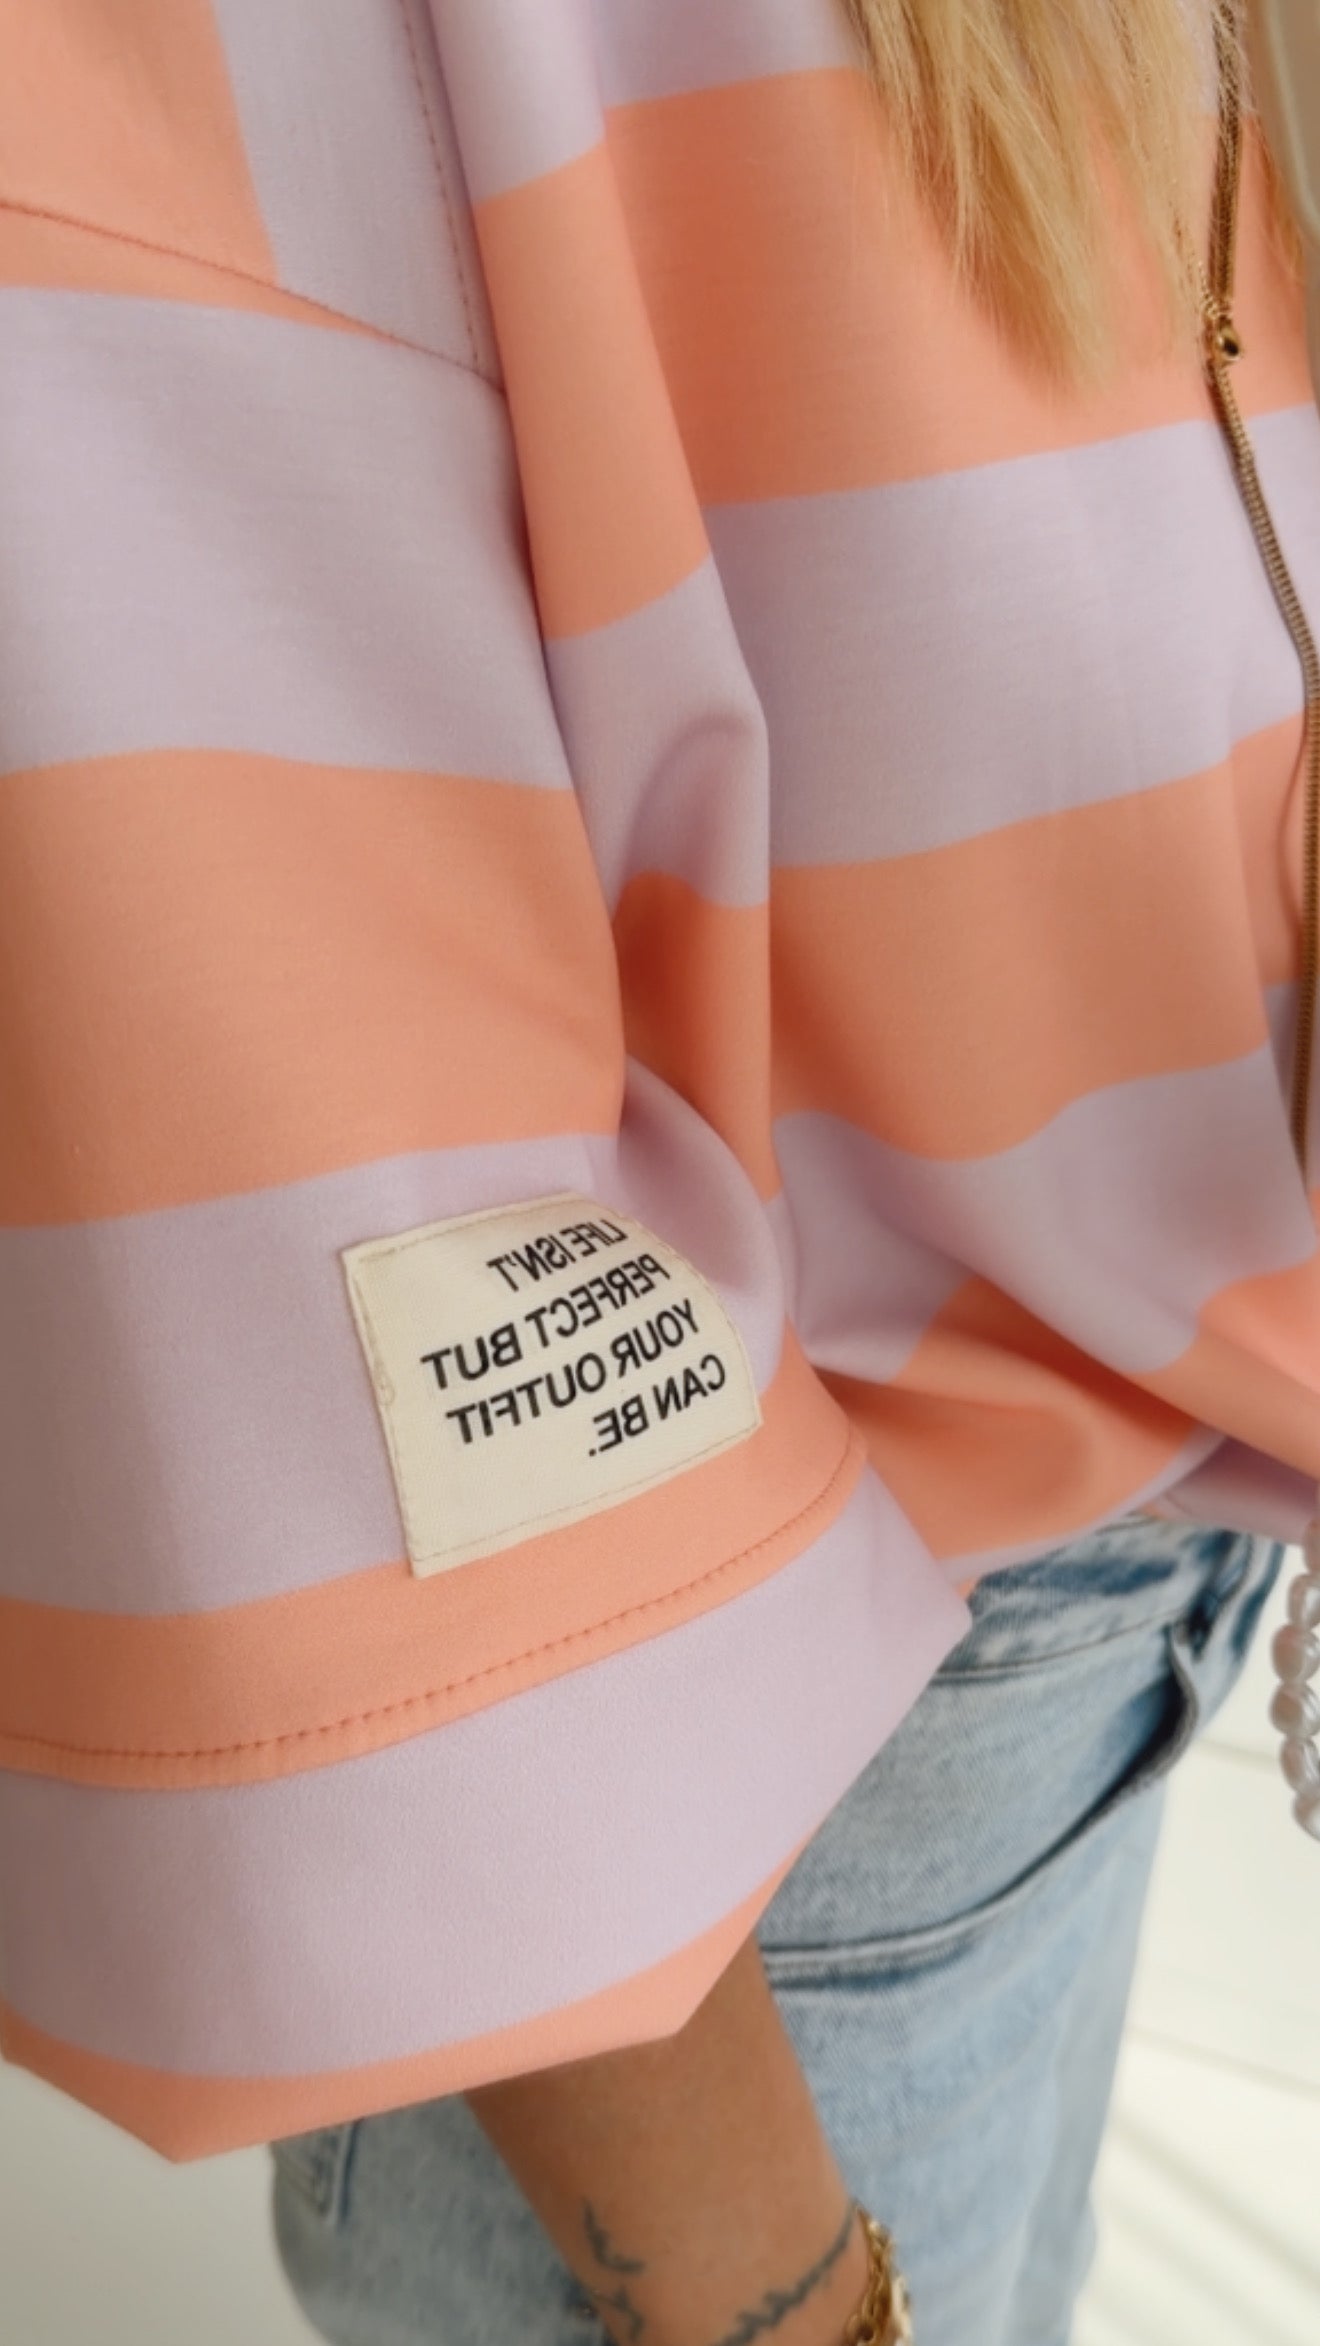 LIFE ISN'T
PERFECT BUT
YOUR OUTFIT
CAN BE.